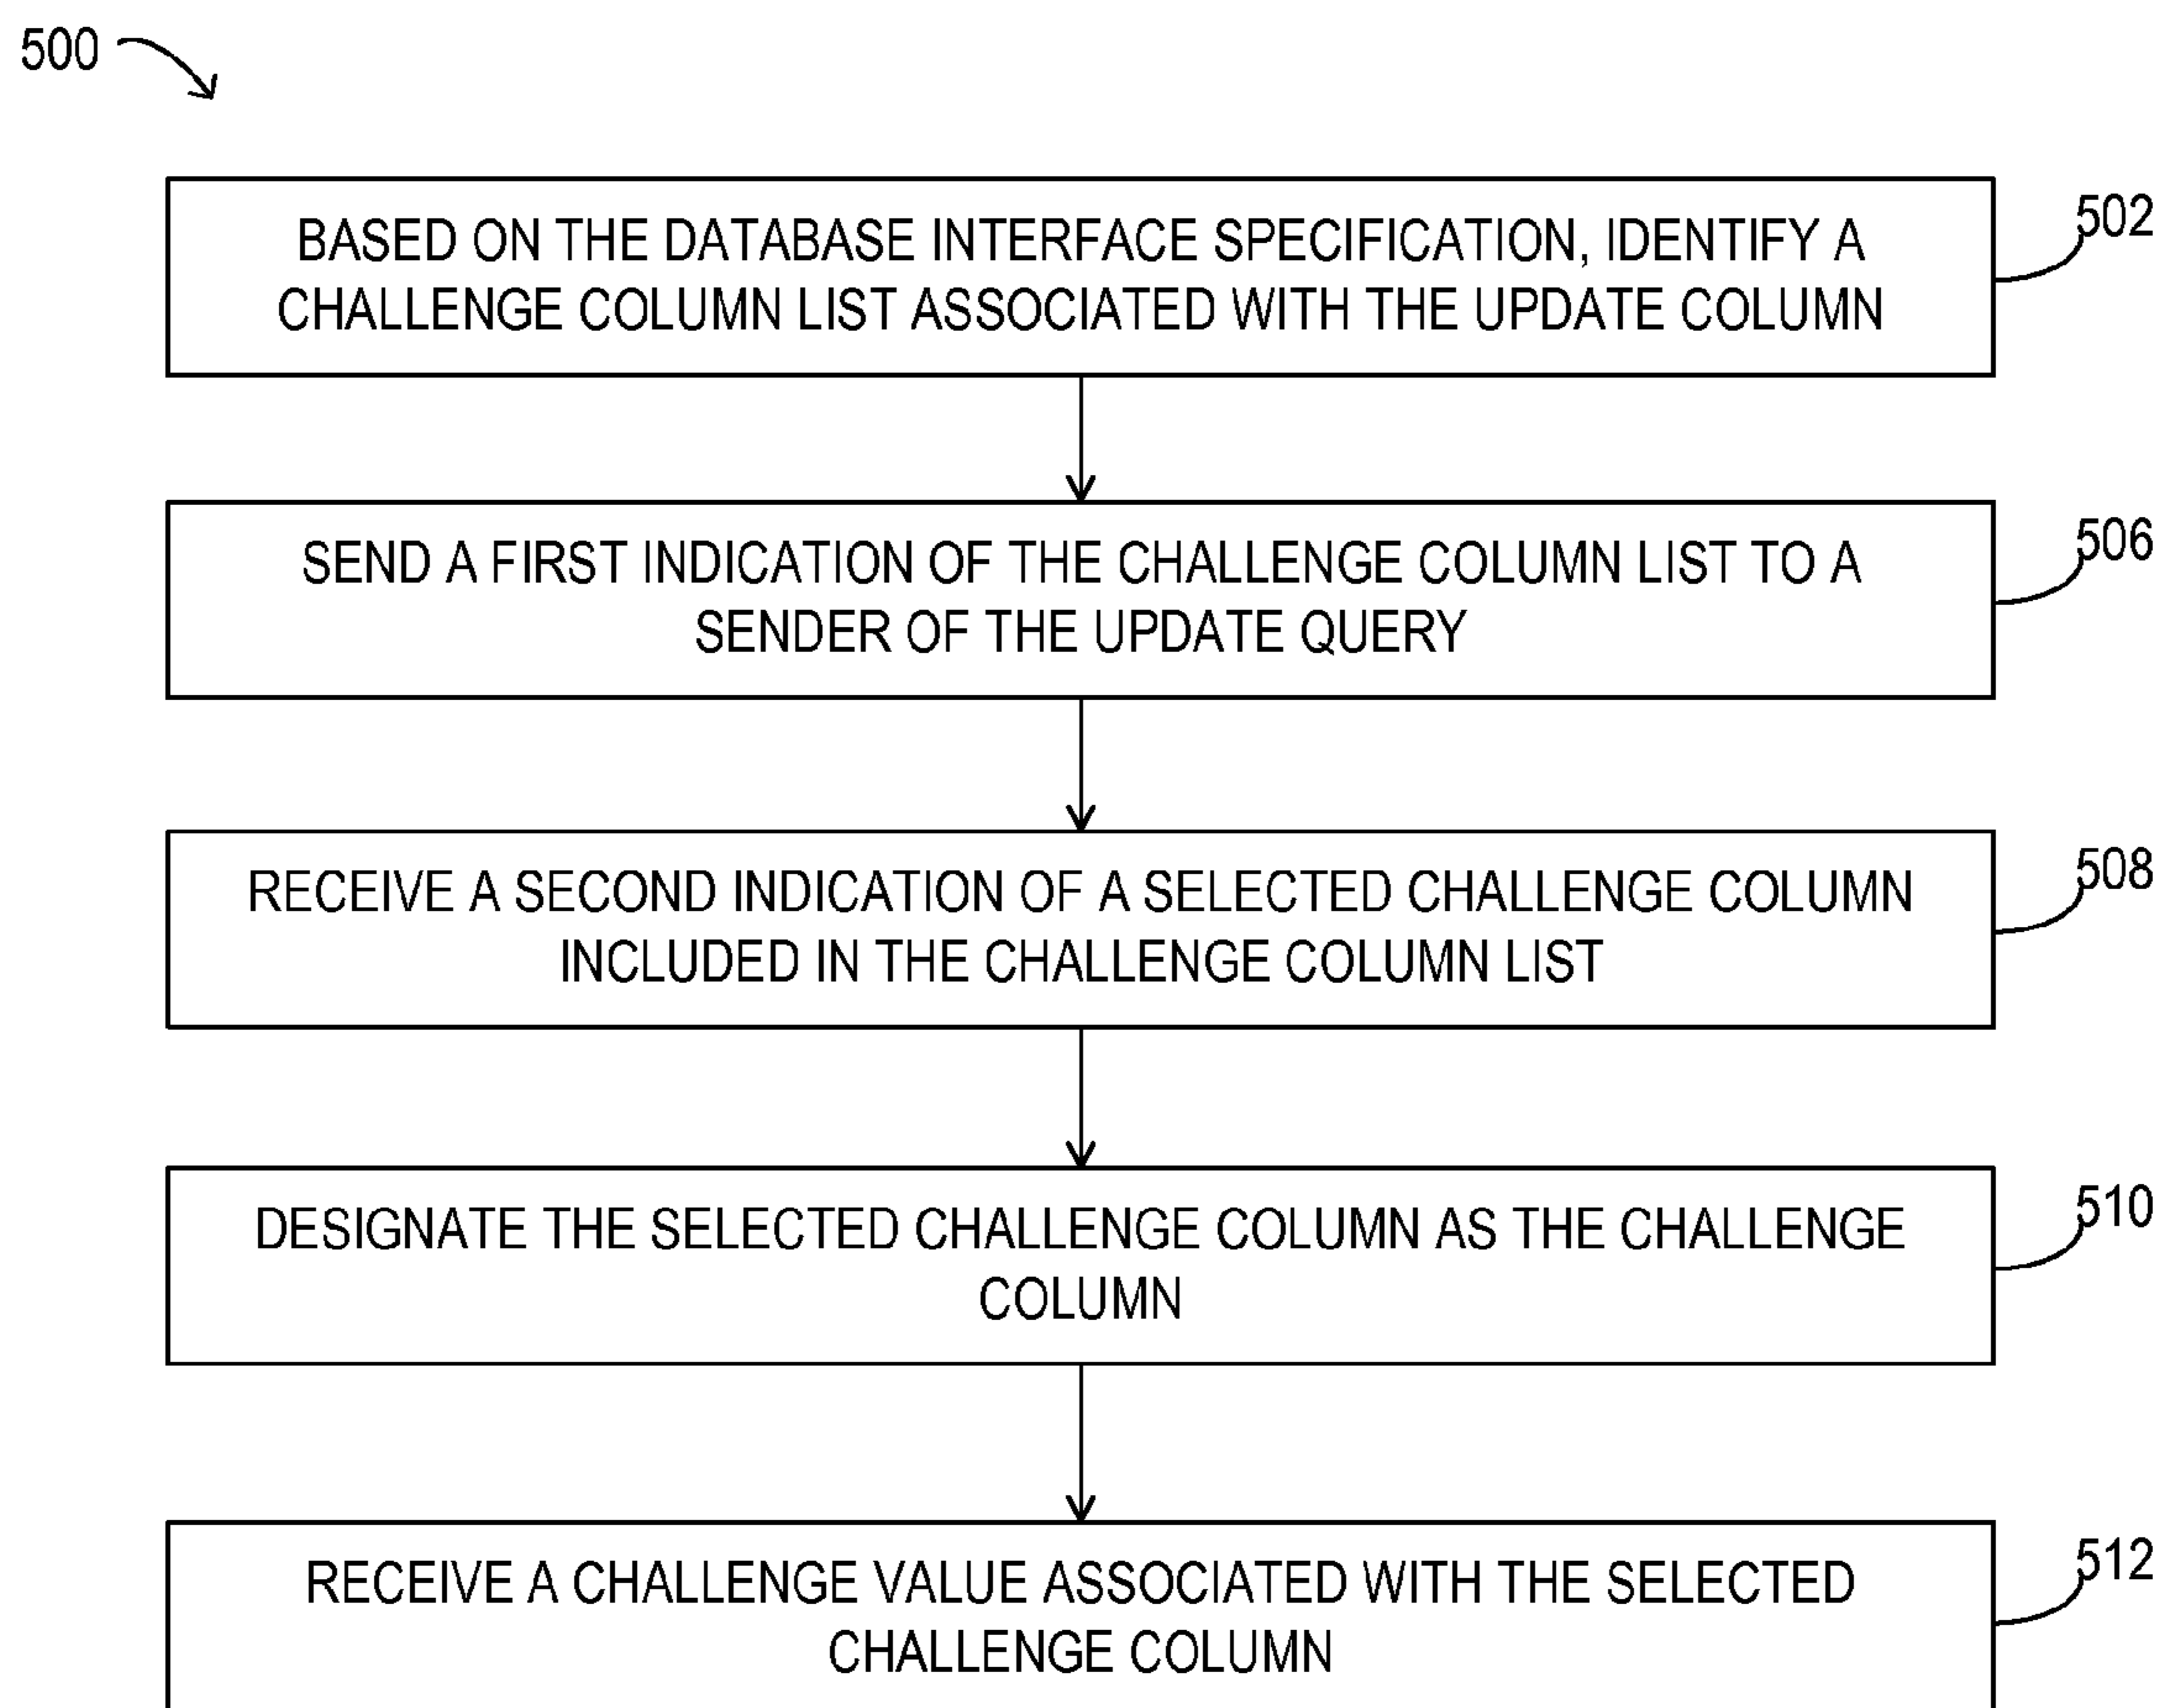 500
BASED ON THE DATABASE INTERFACE SPECIFICATION, IDENTIFY A
CHALLENGE COLUMN LIST ASSOCIATED WITH THE UPDATE COLUMN
502
SEND A FIRST INDICATION OF THE CHALLENGE COLUMN LIST TO A
SENDER OF THE UPDATE QUERY
506
RECEIVE A SECOND INDICATION OF A SELECTED CHALLENGE COLUMN
INCLUDED IN THE CHALLENGE COLUMN LIST
508
DESIGNATE THE SELECTED CHALLENGE COLUMN AS THE CHALLENGE
COLUMN
510
RECEIVE A CHALLENGE VALUE ASSOCIATED WITH THE SELECTED
CHALLENGE COLUMN
512